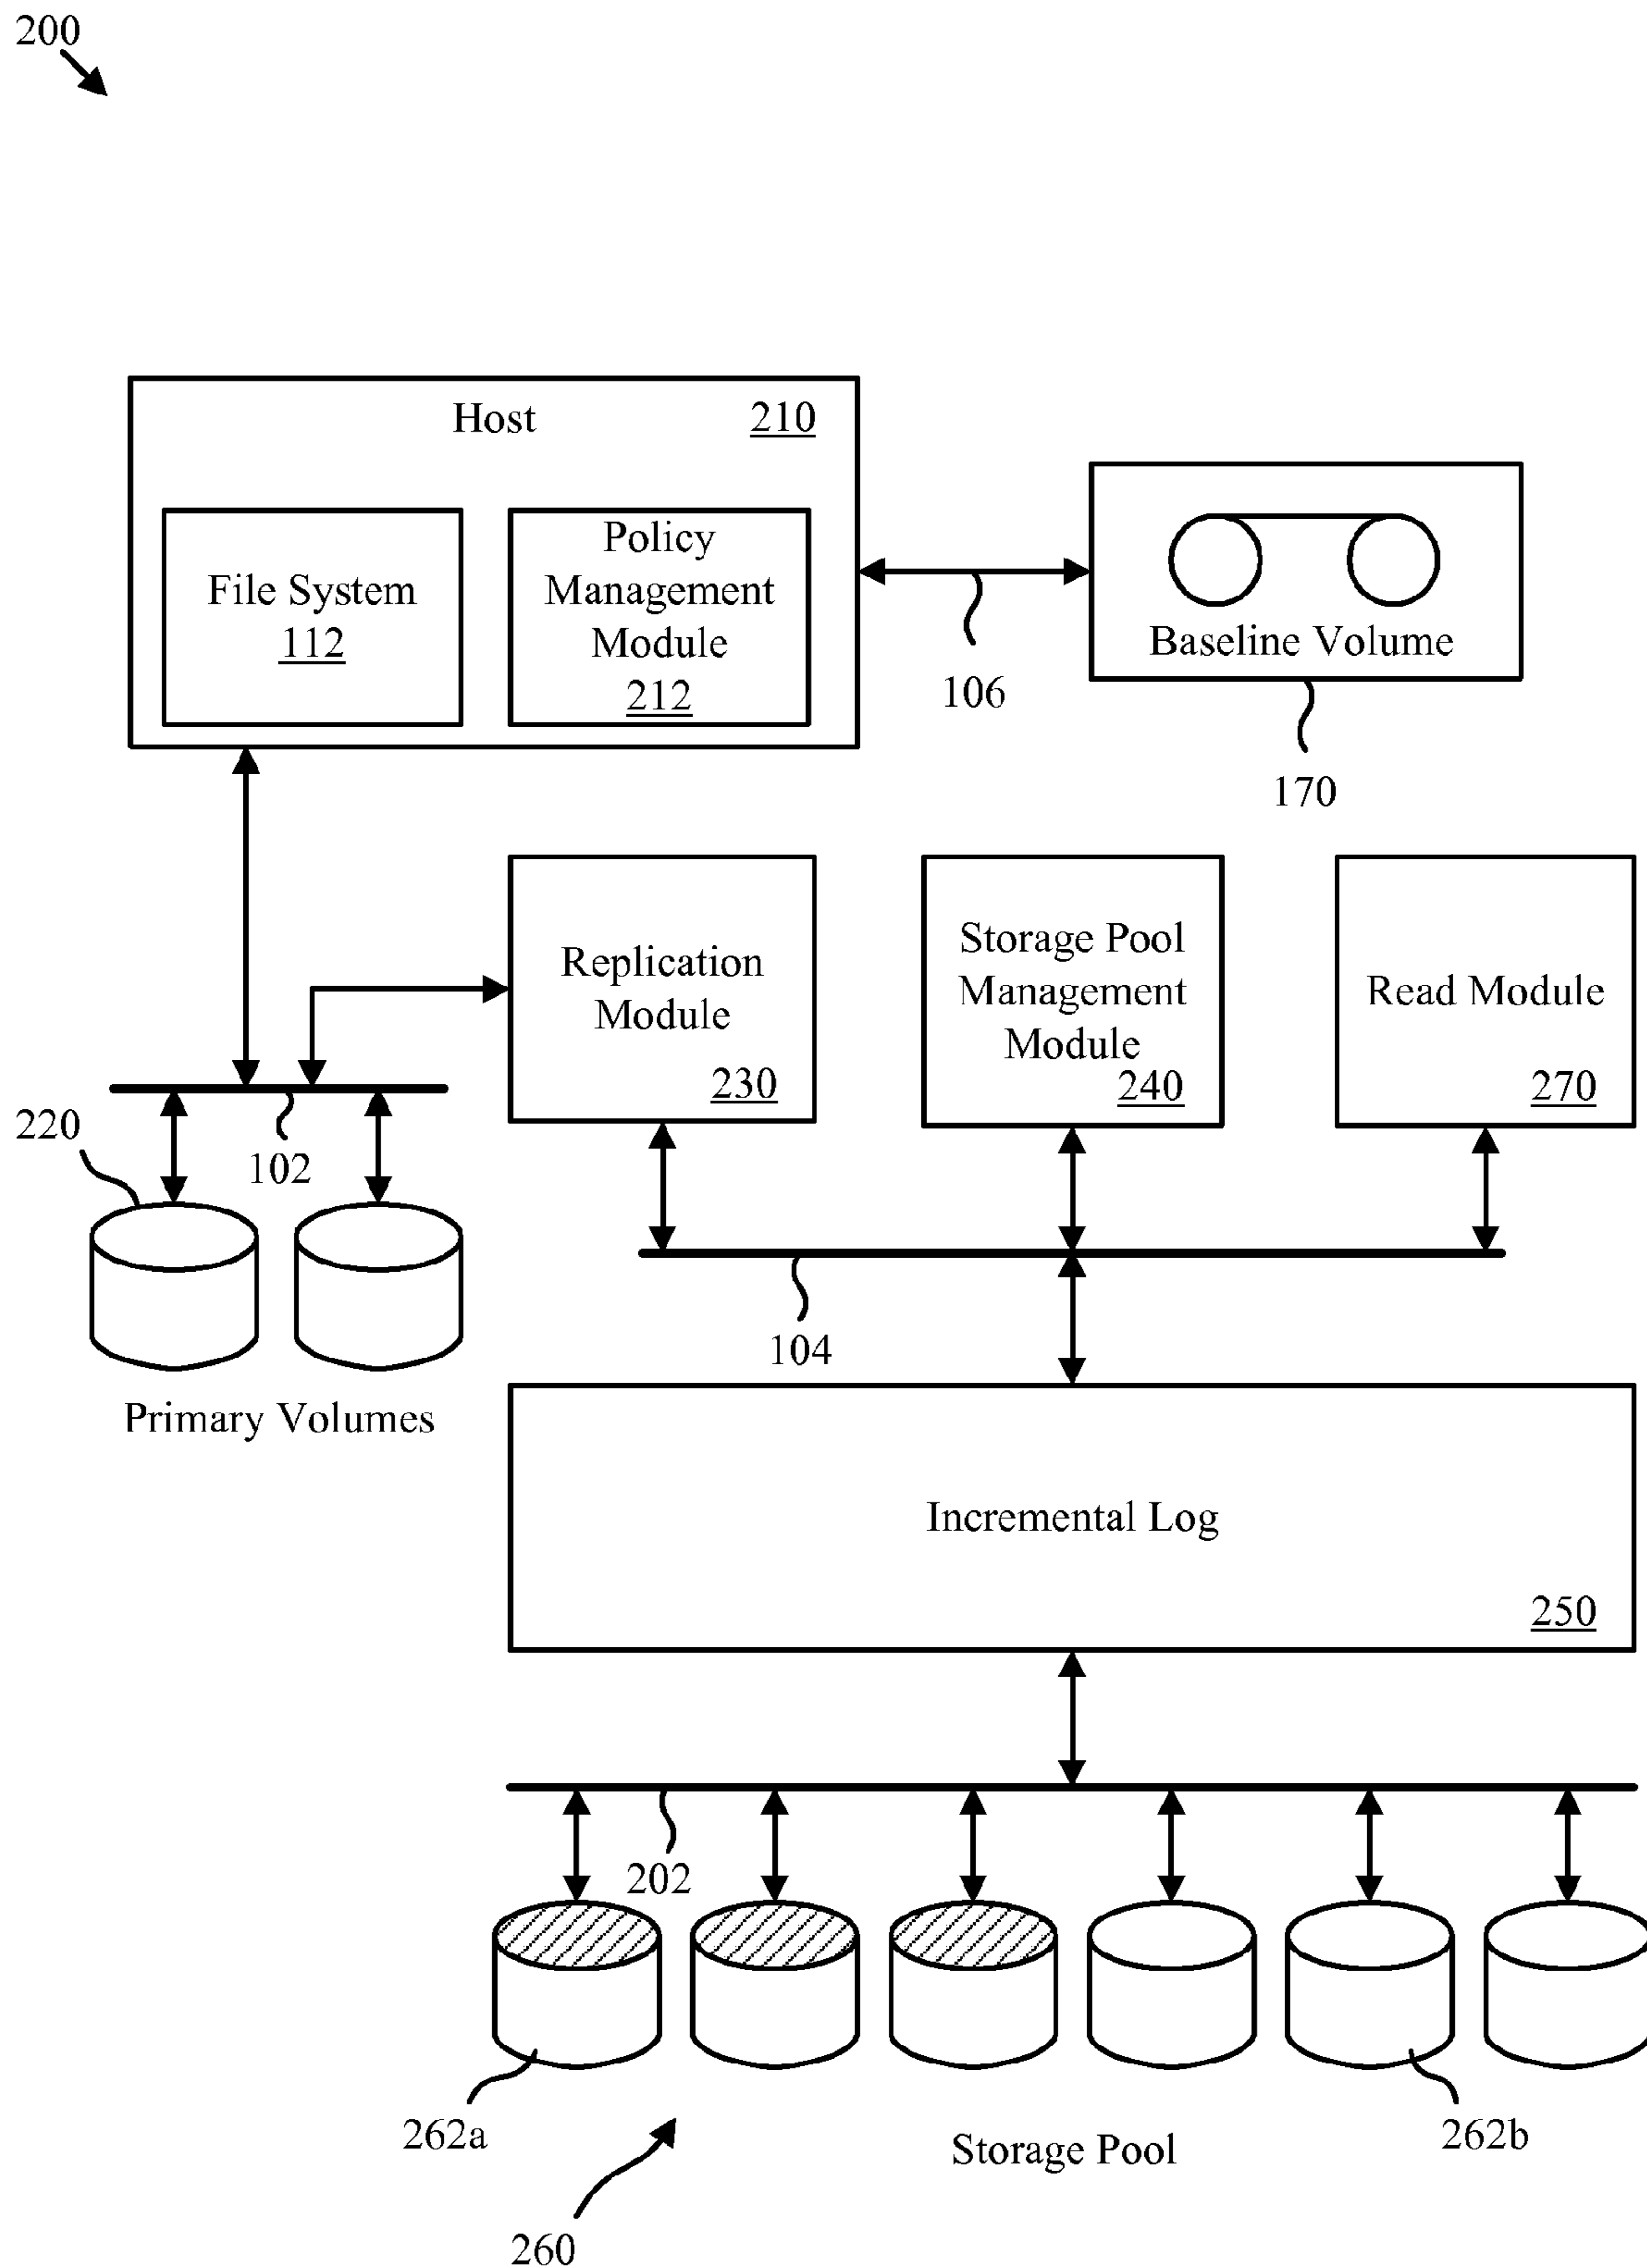 200
Host
210
File System
112
Policy
Management
Module
212
106
Baseline Volume
170
Replication
Module
230
Storage Pool
Management
Module
240
Read Module
270
220
102
104
Primary Volumes
Incremental Log
250
202
262a
262b
Storage Pool
260